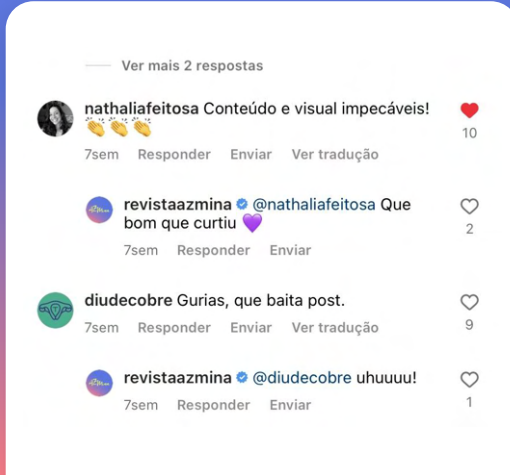 Ver mais 2 respostas
nathaliafeitosa Conteúdo e visual impecáveis!
👏👏👏
10
7sem Responder Enviar Ver tradução
revistaazmina @nathaliafeitosa Que
bom que curtiu 💜
2
7sem Responder Enviar
diudecobre Gurias, que baita post.
9
7sem Responder Enviar Ver tradução
revistaazmina @diudecobre uhuuuu!
1
7sem Responder Enviar